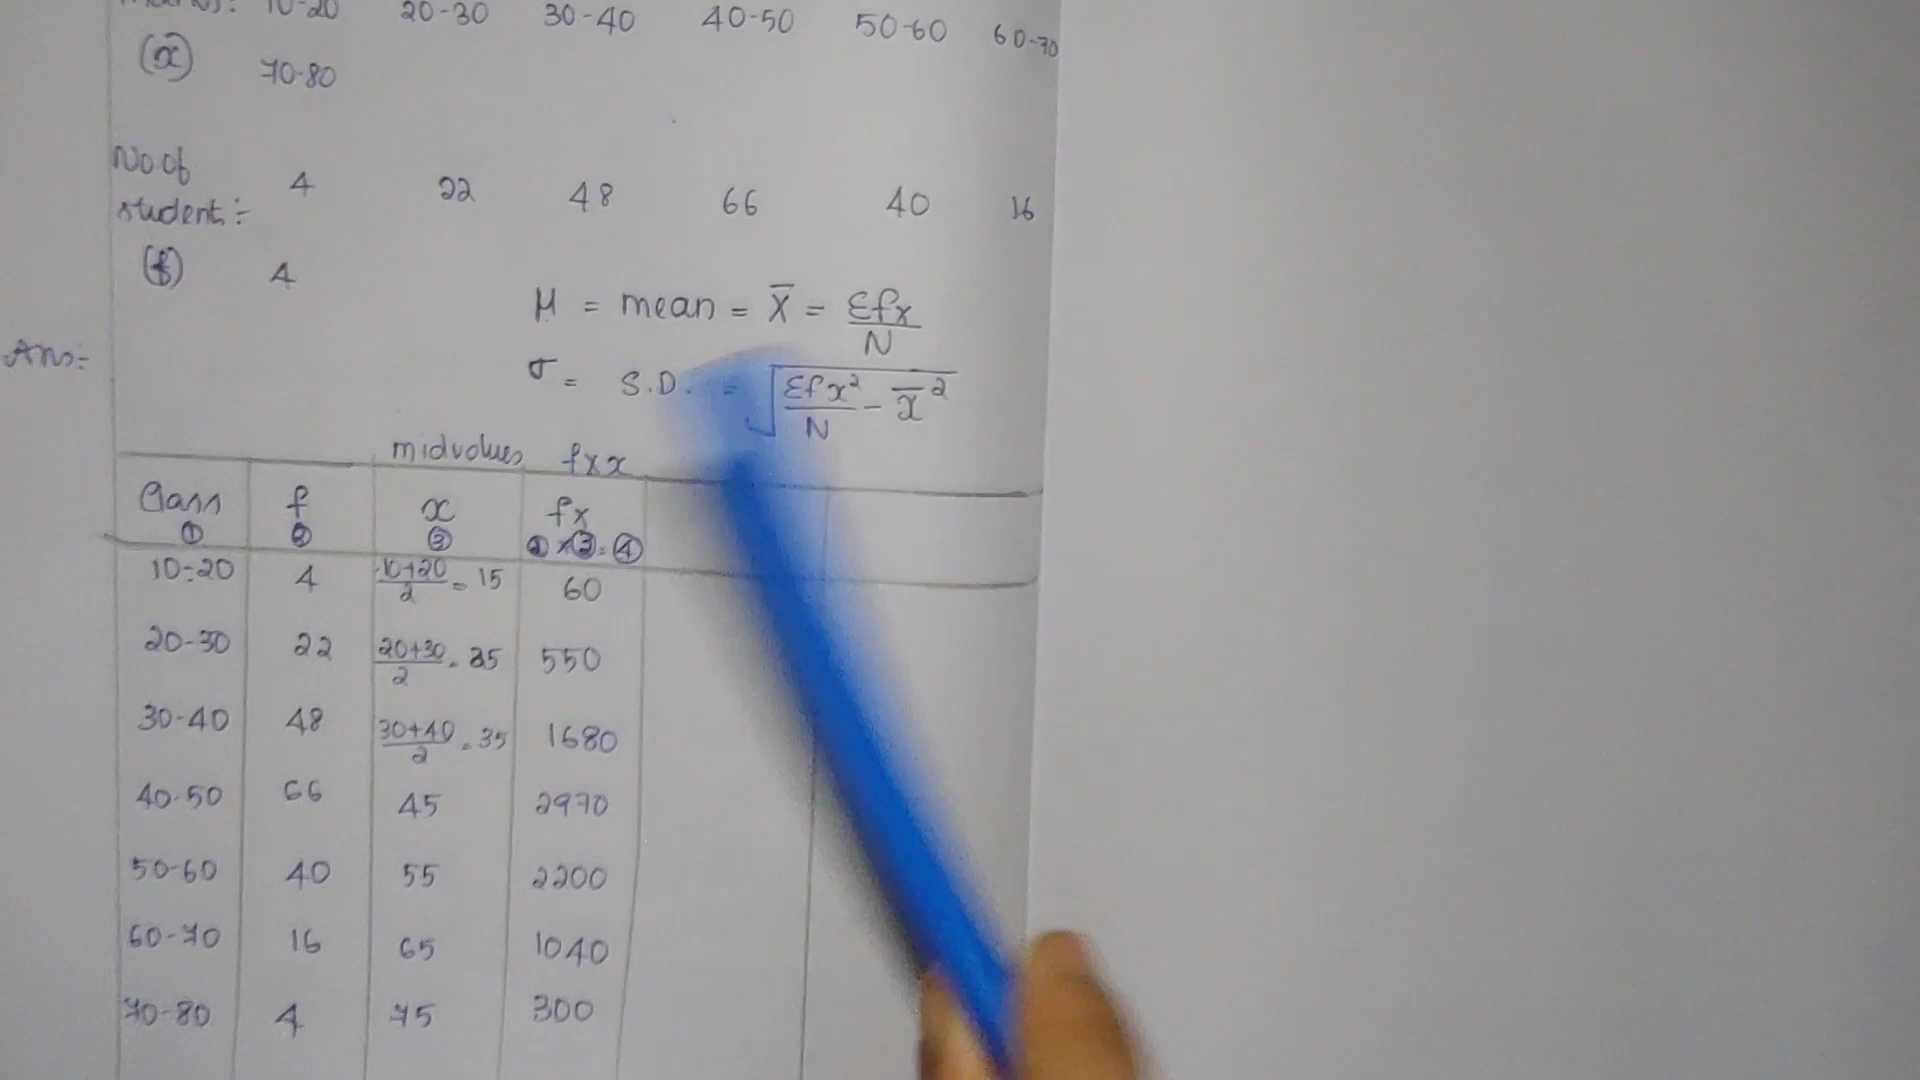 10-20 20-30 30-40 40-50 50-60 60-70
(x) 70-80
No of
student:- 4 22 48 66 40 16
(f) 4
μ = mean = X̄ = Σfx/N
Ans:-
σ = S.D. = √(Σfx²/N - x̄²)
midvalues fxx
Class f x fx
① ② ③ ②x③=④
10-20 4 10+20/2 = 15 60
20-30 22 20+30/2 = 25 550
30-40 48 30+40/2 = 35 1680
40-50 66 45 2970
50-60 40 55 2200
60-70 16 65 1040
70-80 4 75 300